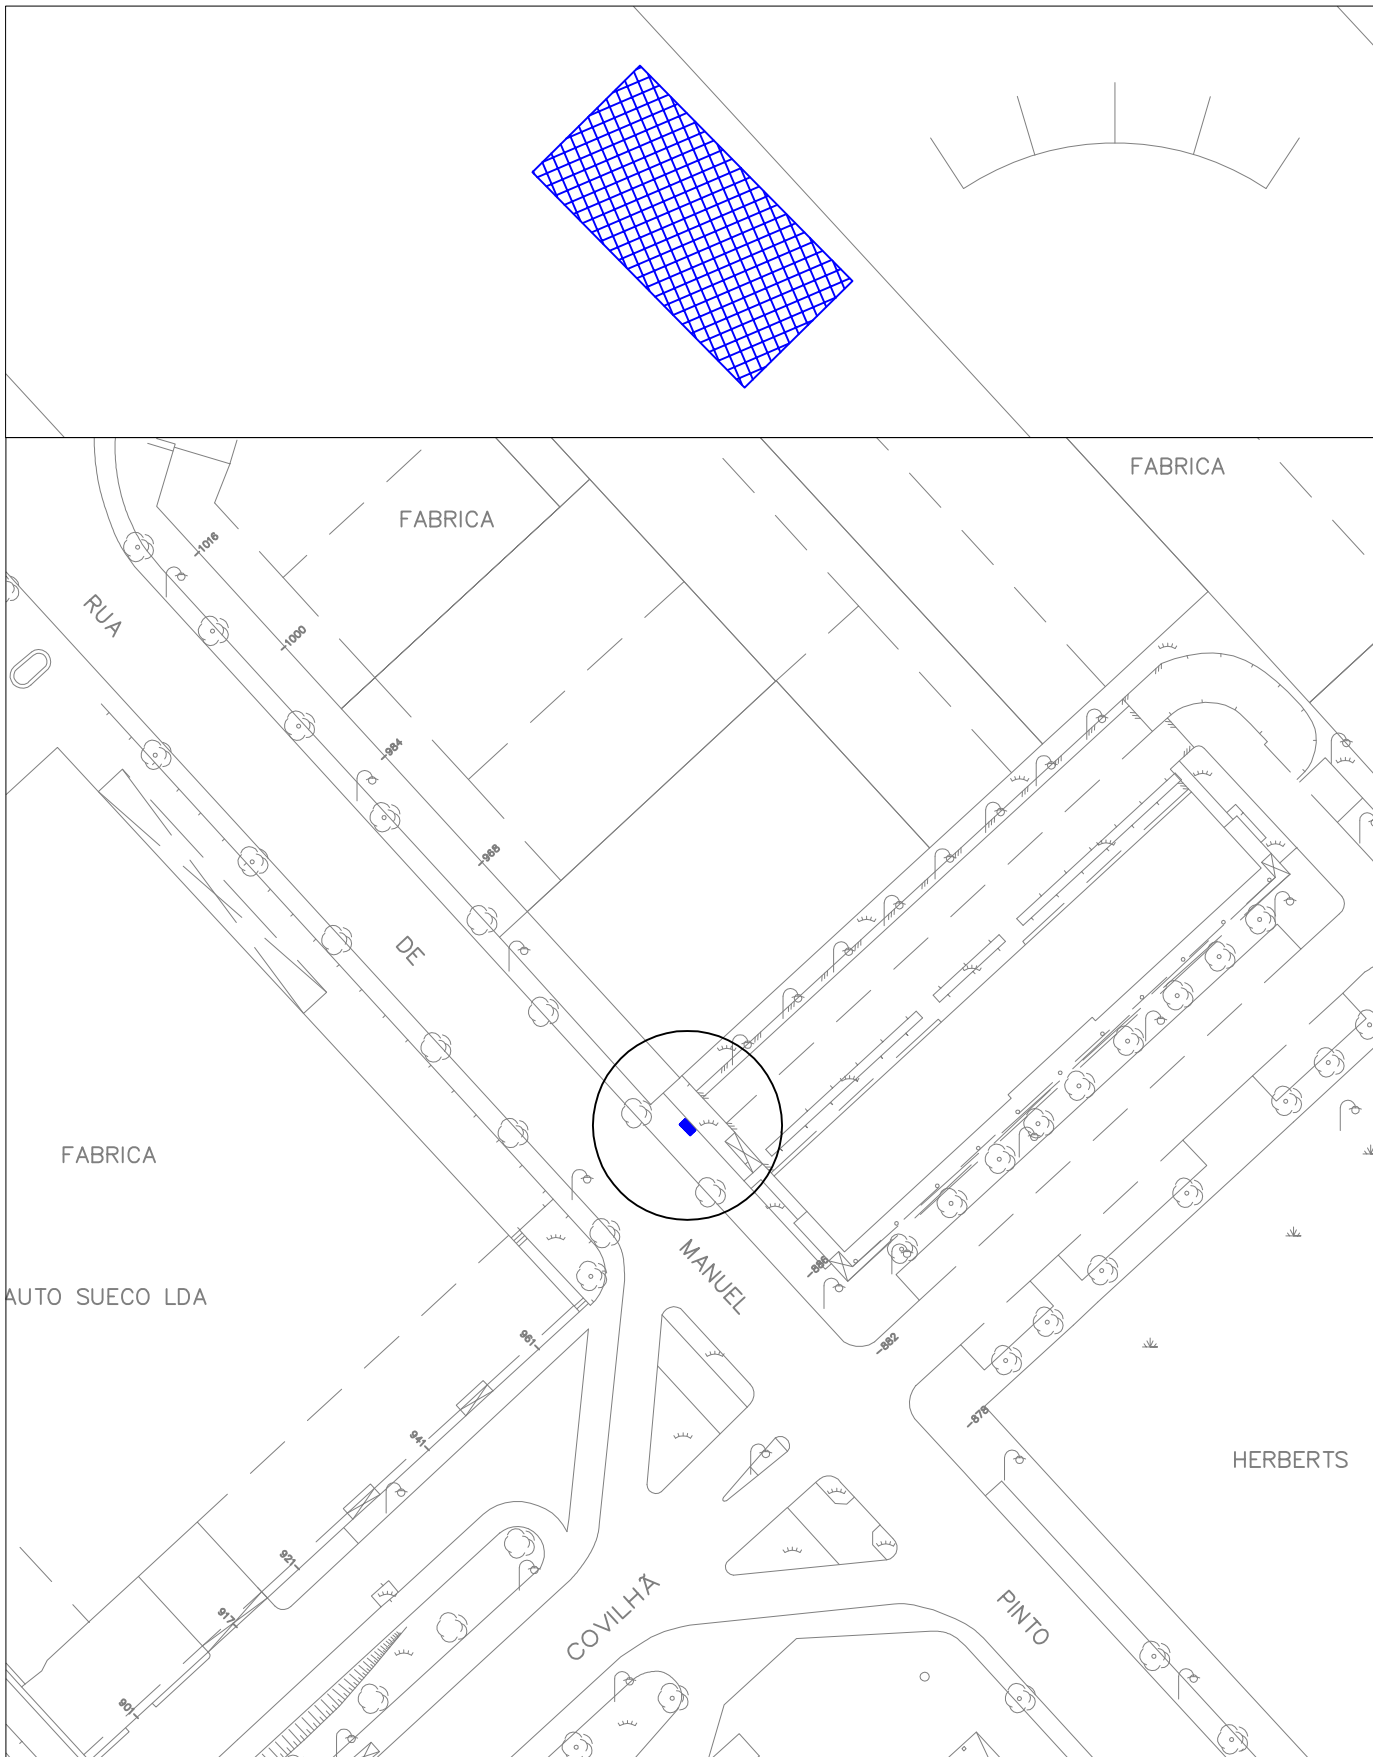 FABRICA
FABRICA
1016
RUA
1000
984
968
DE
FABRICA
MANUEL
886
AUTO SUECO LDA
961
882
878
941
HERBERTS
921
COVILHÃ
PINTO
917
901